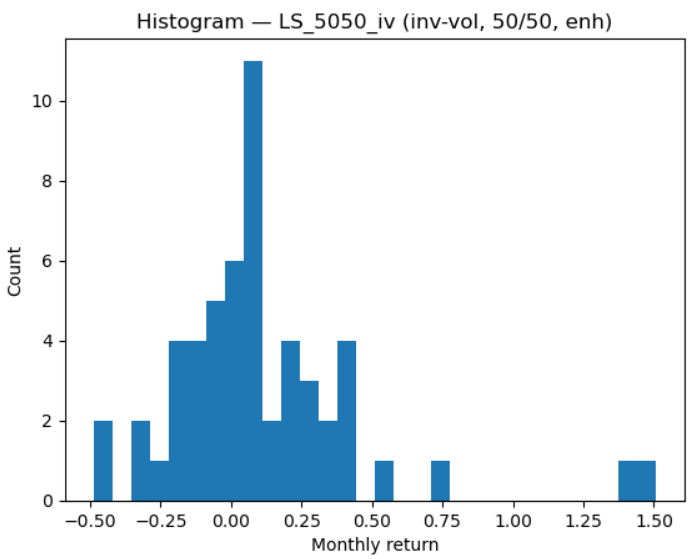 Histogram — LS_5050_iv (inv-vol, 50/50, enh)
10
8
6
4
2
0
Count
−0.50 −0.25 0.00 0.25 0.50 0.75 1.00 1.25 1.50
Monthly return